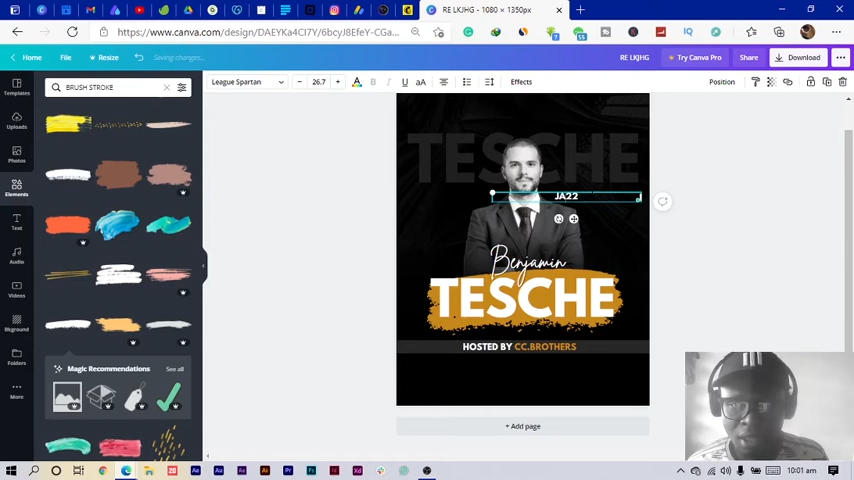 RE LKJHG - 1080 × 1350px
https://www.canva.com/design/DAEYKa4CI7Y/6bcyJ8EfeY-CGa...
Home File Resize Saving changes... RE LKJHG Try Canva Pro Share Download
BRUSH STROKE
League Spartan 26.7 A B I U aA Effects Position
Templates
Uploads
Photos
Elements
Text
Audio
Videos
Bkground
Folders
More
Magic Recommendations See all
TESCHE
JA22
Benjamin
TESCHE
HOSTED BY CC.BROTHERS
+ Add page
10:01 am